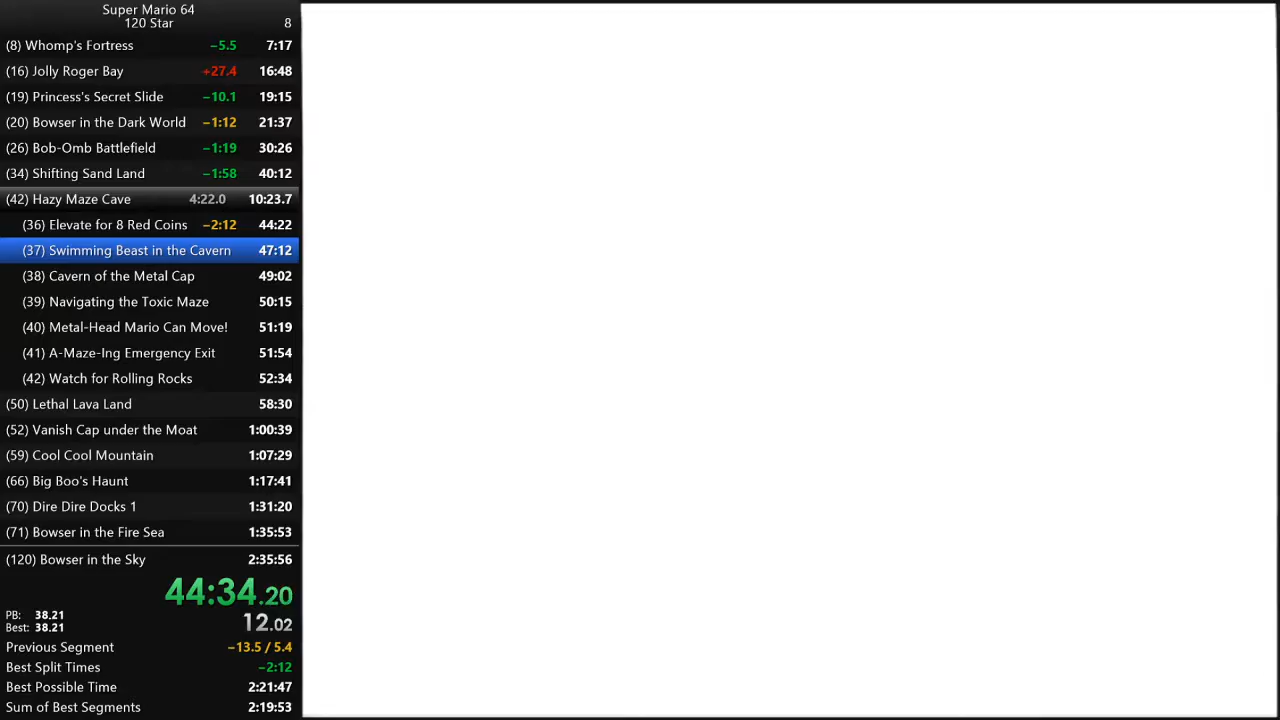 Super Mario 64
120 Star 8
(8) Whomp's Fortress −5.5 7:17
(16) Jolly Roger Bay +27.4 16:48
(19) Princess's Secret Slide −10.1 19:15
(20) Bowser in the Dark World −1:12 21:37
(26) Bob-Omb Battlefield −1:19 30:26
(34) Shifting Sand Land −1:58 40:12
(42) Hazy Maze Cave 4:22.0 10:23.7
(36) Elevate for 8 Red Coins −2:12 44:22
(37) Swimming Beast in the Cavern 47:12
(38) Cavern of the Metal Cap 49:02
(39) Navigating the Toxic Maze 50:15
(40) Metal-Head Mario Can Move! 51:19
(41) A-Maze-Ing Emergency Exit 51:54
(42) Watch for Rolling Rocks 52:34
(50) Lethal Lava Land 58:30
(52) Vanish Cap under the Moat 1:00:39
(59) Cool Cool Mountain 1:07:29
(66) Big Boo's Haunt 1:17:41
(70) Dire Dire Docks 1 1:31:20
(71) Bowser in the Fire Sea 1:35:53
(120) Bowser in the Sky 2:35:56
44:34.20
PB: 38.21
Best: 38.21 12.02
Previous Segment −13.5 / 5.4
Best Split Times −2:12
Best Possible Time 2:21:47
Sum of Best Segments 2:19:53